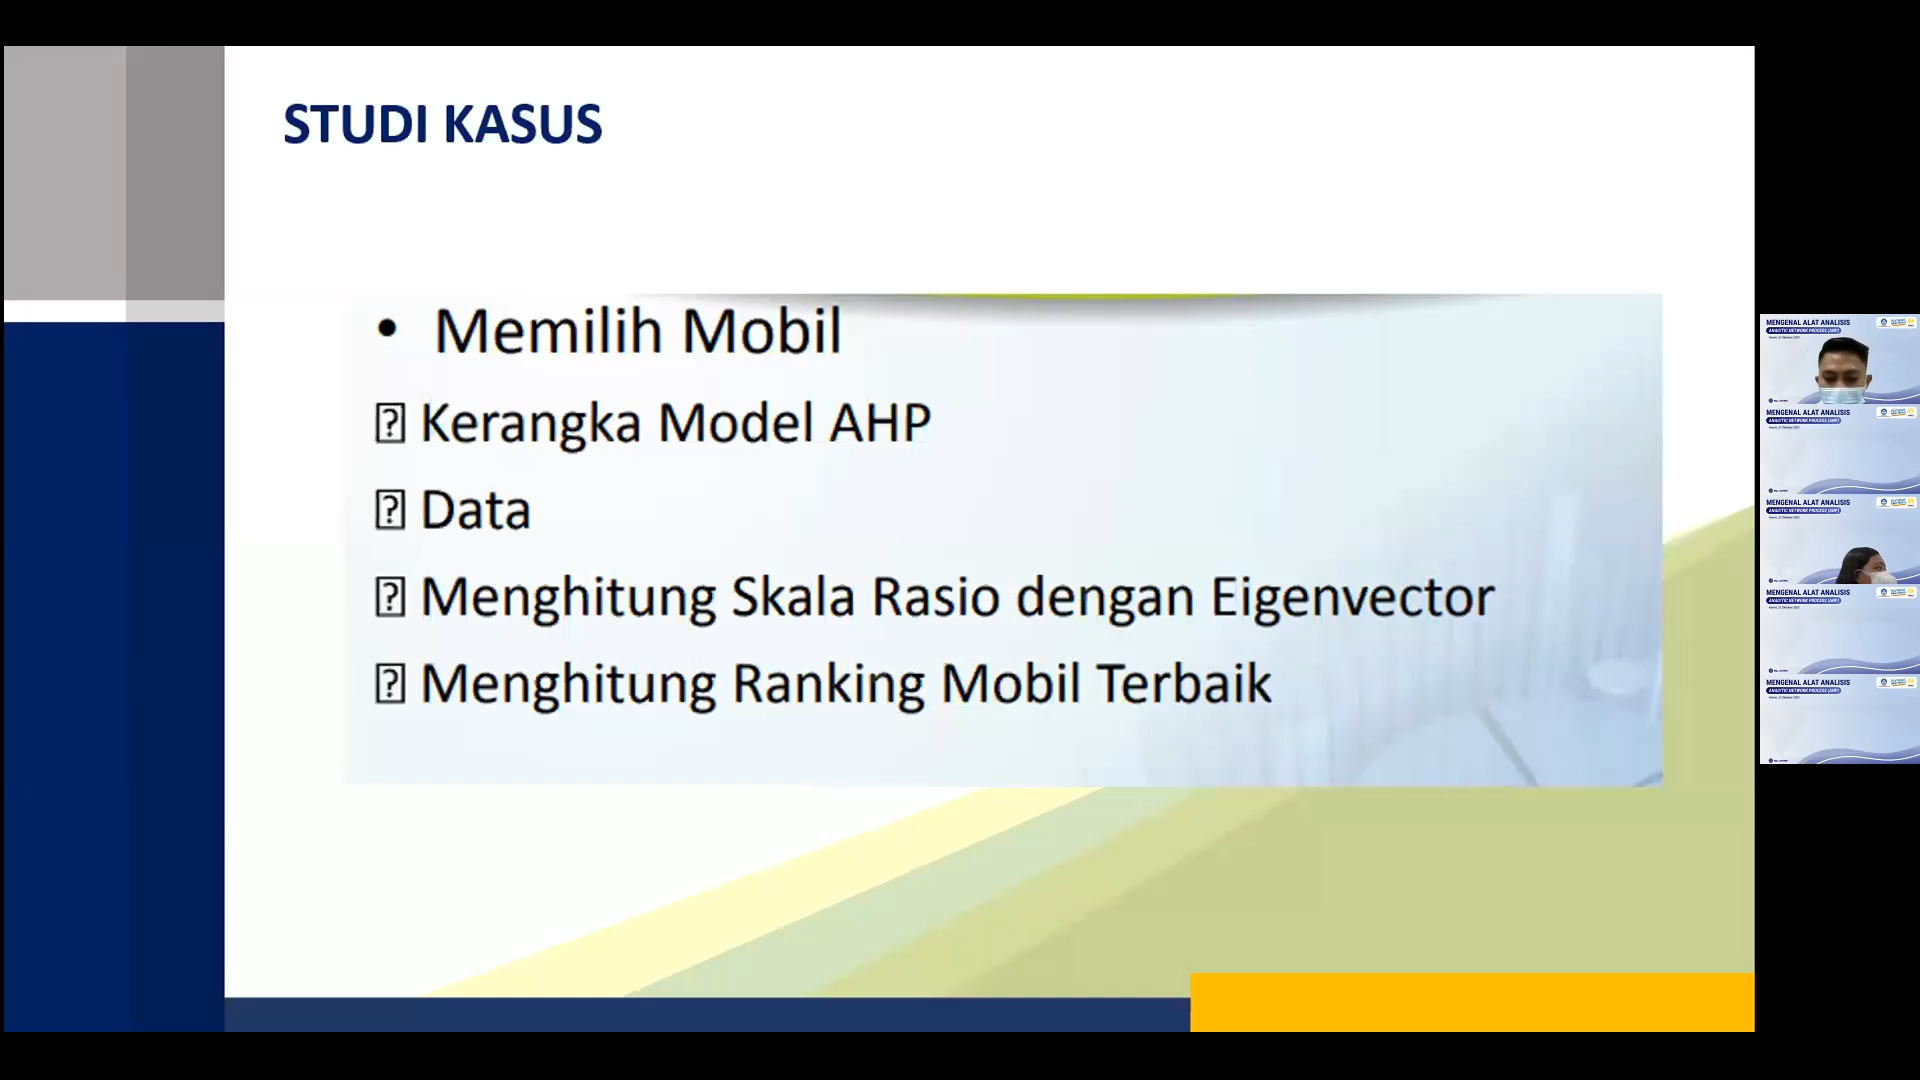 STUDI KASUS
• Memilih Mobil
⍰ Kerangka Model AHP
⍰ Data
⍰ Menghitung Skala Rasio dengan Eigenvector
⍰ Menghitung Ranking Mobil Terbaik
MENGENAL ALAT ANALISIS
ANALYTIC NETWORK PROCESS (ANP)
MENGENAL ALAT ANALISIS
ANALYTIC NETWORK PROCESS (ANP)
MENGENAL ALAT ANALISIS
ANALYTIC NETWORK PROCESS (ANP)
MENGENAL ALAT ANALISIS
ANALYTIC NETWORK PROCESS (ANP)
MENGENAL ALAT ANALISIS
ANALYTIC NETWORK PROCESS (ANP)